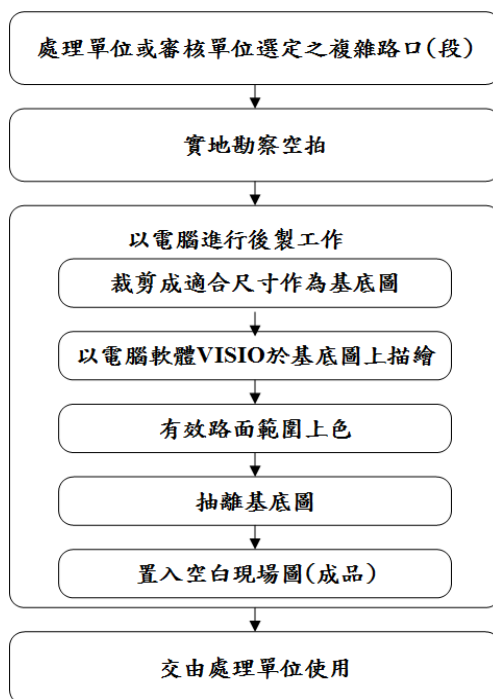 處理單位或審核單位選定之複雜路口(段)
實地勘察空拍
以電腦進行後製工作
裁剪成適合尺寸作為基底圖
以電腦軟體VISIO於基底圖上描繪
有效路面範圍上色
抽離基底圖
置入空白現場圖(成品)
交由處理單位使用